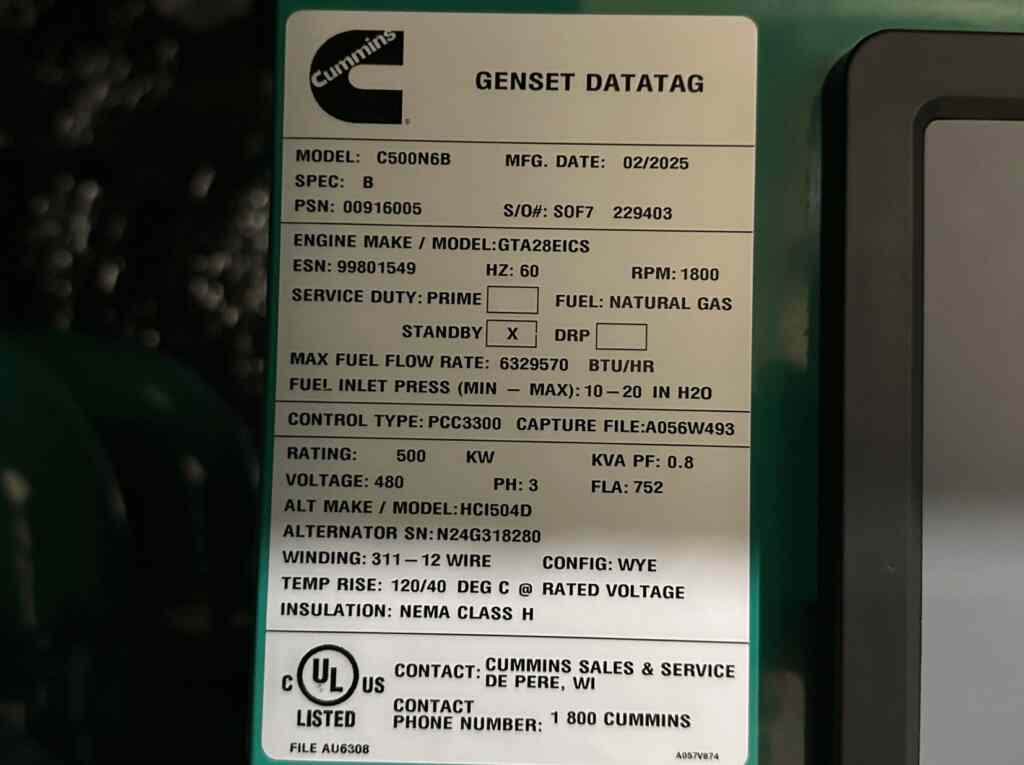 Cummins
GENSET DATATAG
MODEL: C500N6B MFG. DATE: 02/2025
SPEC: B
PSN: 00916005 S/O#: SOF7 229403
ENGINE MAKE / MODEL:GTA28EICS
ESN: 99801549 HZ: 60 RPM: 1800
SERVICE DUTY: PRIME FUEL: NATURAL GAS
STANDBY X DRP
MAX FUEL FLOW RATE: 6329570 BTU/HR
FUEL INLET PRESS (MIN – MAX): 10–20 IN H2O
CONTROL TYPE: PCC3300 CAPTURE FILE:A056W493
RATING: 500 KW KVA PF: 0.8
VOLTAGE: 480 PH: 3 FLA: 752
ALT MAKE / MODEL:HCI504D
ALTERNATOR SN: N24G318280
WINDING: 311–12 WIRE CONFIG: WYE
TEMP RISE: 120/40 DEG C @ RATED VOLTAGE
INSULATION: NEMA CLASS H
C UL US
LISTED
FILE AU6308
CONTACT: CUMMINS SALES & SERVICE
DE PERE, WI
CONTACT
PHONE NUMBER: 1 800 CUMMINS
A057V874